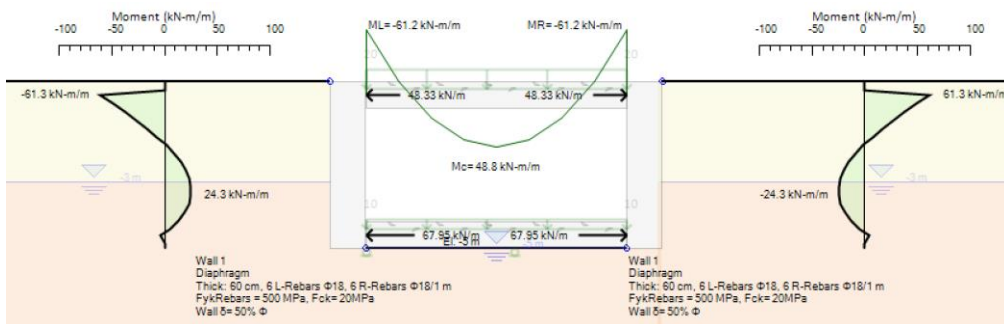 Moment (kN-m/m)
-100 -50 0 50 100
ML= -61.2 kN-m/m
MR= -61.2 kN-m/m
Moment (kN-m/m)
-100 -50 0 50 100
20
20
-61.3 kN-m/m
48.33 kN/m
48.33 kN/m
61.3 kN-m/m
Mc= 48.8 kN-m/m
-3 m
-3 m
24.3 kN-m/m
-24.3 kN-m/m
10
10
67.95 kN/m
67.95 kN/m
El. -5 m
-5 m
Wall 1
Diaphragm
Thick: 60 cm, 6 L-Rebars Φ18, 6 R-Rebars Φ18/1 m
FykRebars = 500 MPa, Fck= 20MPa
Wall δ= 50% Φ
Wall 1
Diaphragm
Thick: 60 cm, 6 L-Rebars Φ18, 6 R-Rebars Φ18/1 m
FykRebars = 500 MPa, Fck= 20MPa
Wall δ= 50% Φ